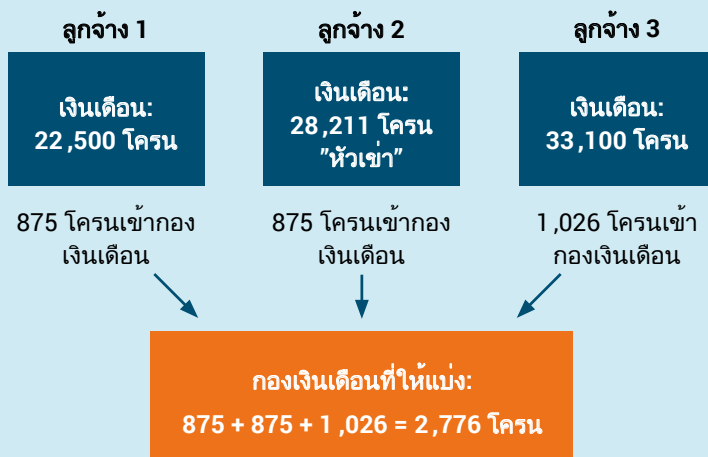 ลูกจ้าง 1
เงินเดือน:
22,500 โครน
875 โครนเข้ากอง
เงินเดือน
ลูกจ้าง 2
เงินเดือน:
28,211 โครน
”หัวเข่า”
875 โครนเข้ากอง
เงินเดือน
ลูกจ้าง 3
เงินเดือน:
33,100 โครน
1,026 โครนเข้า
กองเงินเดือน
กองเงินเดือนที่ให้แบ่ง:
875 + 875 + 1,026 = 2,776 โครน